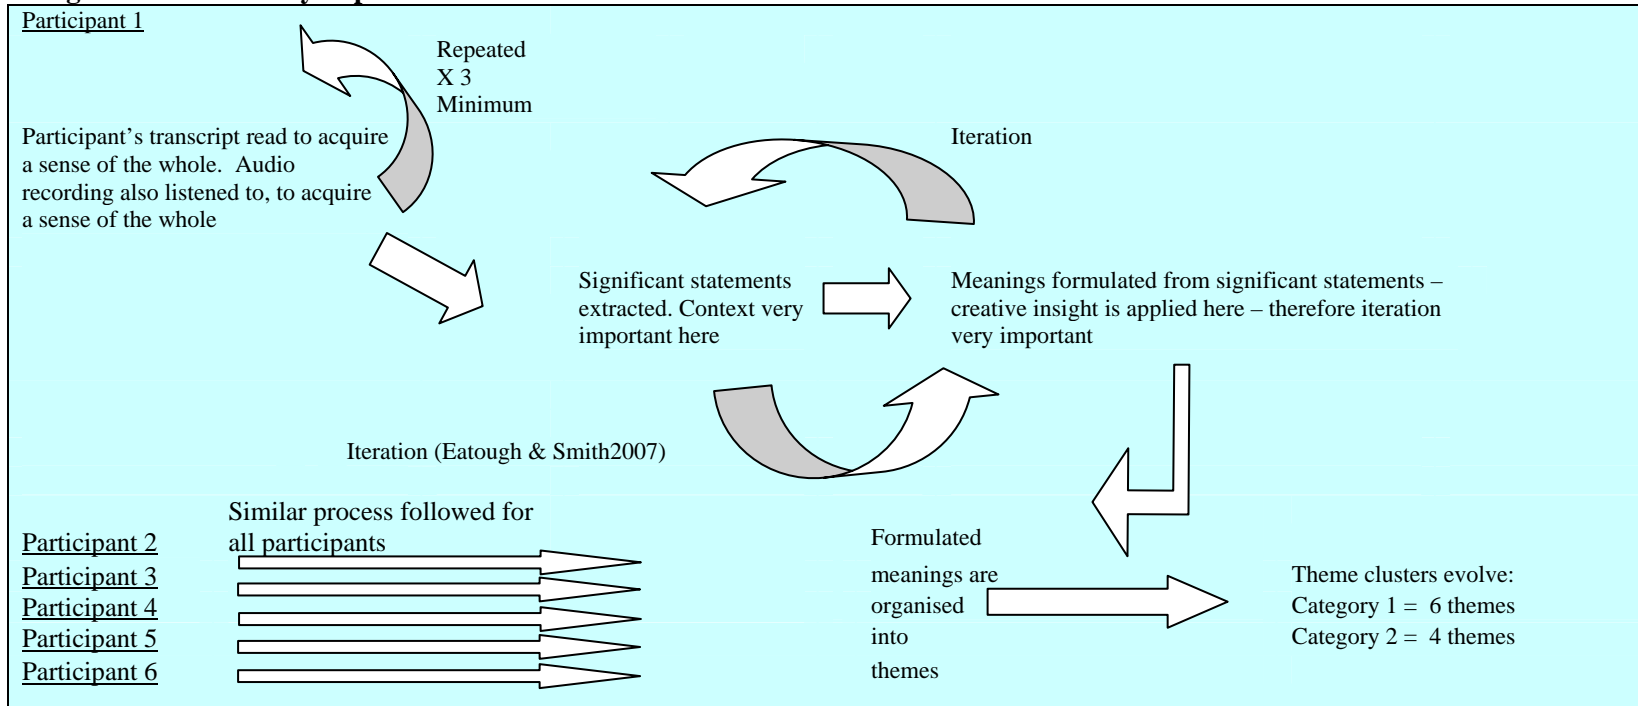 Participant 1
Repeated
X 3
Minimum
Participant’s transcript read to acquire
a sense of the whole.  Audio
recording also listened to, to acquire
a sense of the whole
Iteration
Significant statements
extracted. Context very
important here
Meanings formulated from significant statements –
creative insight is applied here – therefore iteration
very important
Iteration (Eatough & Smith2007)
Similar process followed for
all participants
Participant 2
Participant 3
Participant 4
Participant 5
Participant 6
Formulated
meanings are
organised
into
themes
Theme clusters evolve:
Category 1 =  6 themes
Category 2 =  4 themes